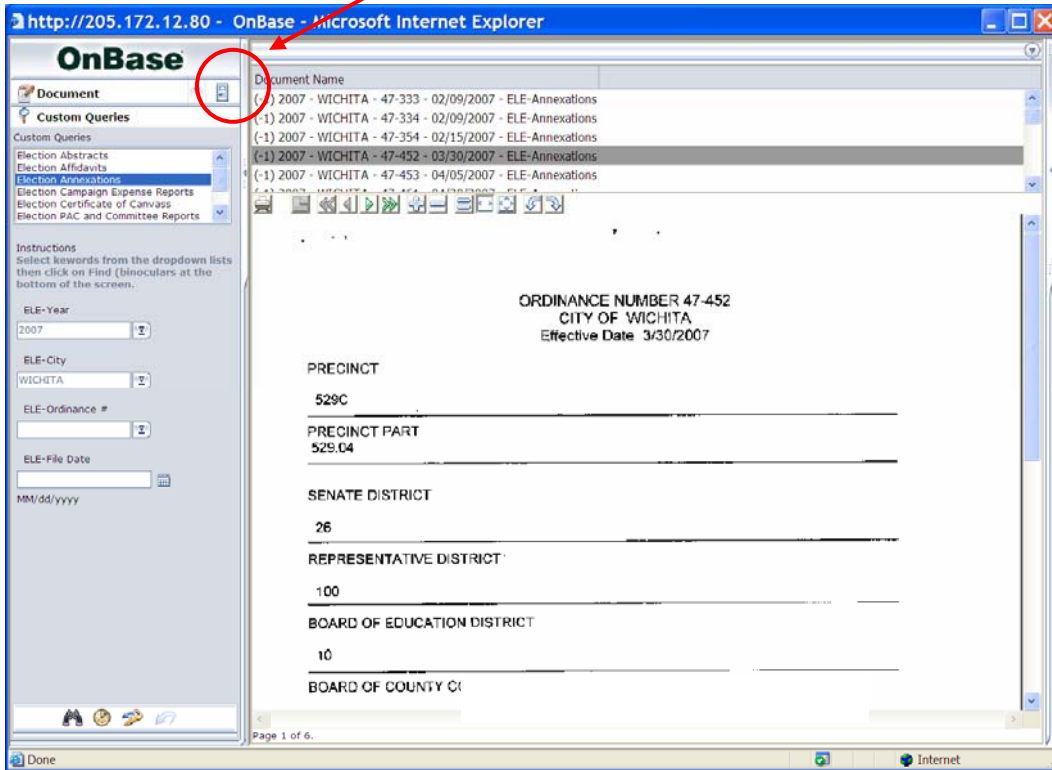 http://205.172.12.80 - OnBase - Microsoft Internet Explorer
OnBase
Document
Custom Queries
Custom Queries
Election Abstracts
Election Affidavits
Election Annexations
Election Campaign Expense Reports
Election Certificate of Canvass
Election PAC and Committee Reports
Instructions
Select kewords from the dropdown lists
then click on Find (binoculars at the
bottom of the screen.
ELE-Year
2007
ELE-City
WICHITA
ELE-Ordinance #
ELE-File Date
MM/dd/yyyy
Document Name
(-1) 2007 - WICHITA - 47-333 - 02/09/2007 - ELE-Annexations
(-1) 2007 - WICHITA - 47-334 - 02/09/2007 - ELE-Annexations
(-1) 2007 - WICHITA - 47-354 - 02/15/2007 - ELE-Annexations
(-1) 2007 - WICHITA - 47-452 - 03/30/2007 - ELE-Annexations
(-1) 2007 - WICHITA - 47-453 - 04/05/2007 - ELE-Annexations
ORDINANCE NUMBER 47-452
CITY OF WICHITA
Effective Date 3/30/2007
PRECINCT
529C
PRECINCT PART
529.04
SENATE DISTRICT
26
REPRESENTATIVE DISTRICT
100
BOARD OF EDUCATION DISTRICT
10
BOARD OF COUNTY
Page 1 of 6.
Done
Internet